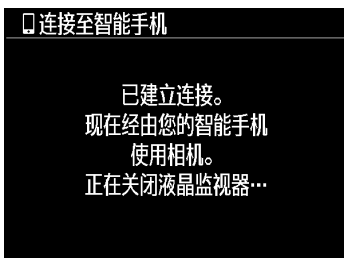 连接至智能手机
已建立连接。
现在经由您的智能手机
使用相机。
正在关闭液晶监视器…